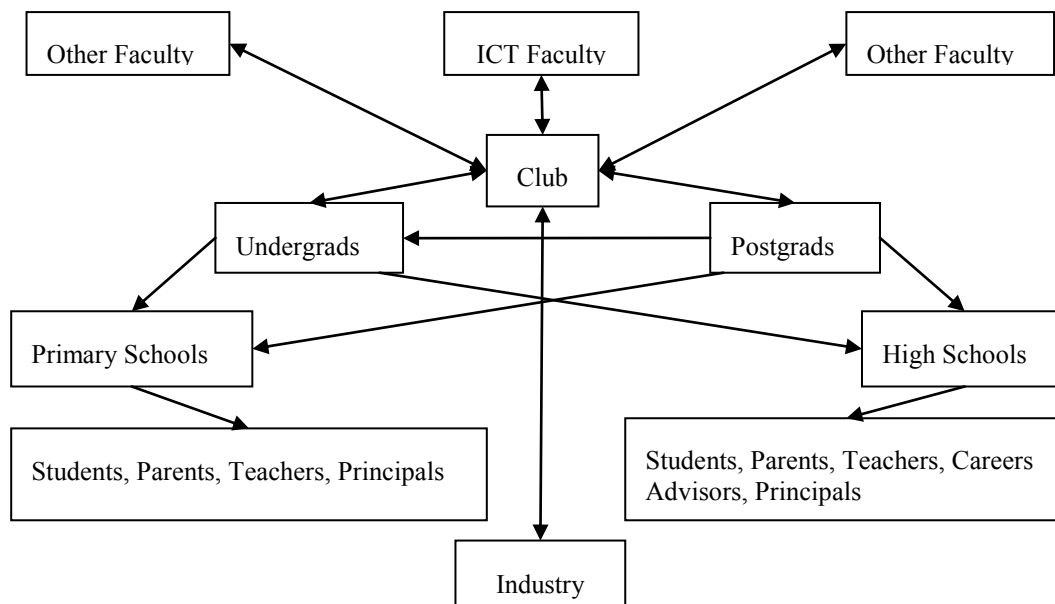 Other Faculty
ICT Faculty
Other Faculty
Club
Undergrads
Postgrads
Primary Schools
High Schools
Students, Parents, Teachers, Principals
Students, Parents, Teachers, Careers
Advisors, Principals
Industry